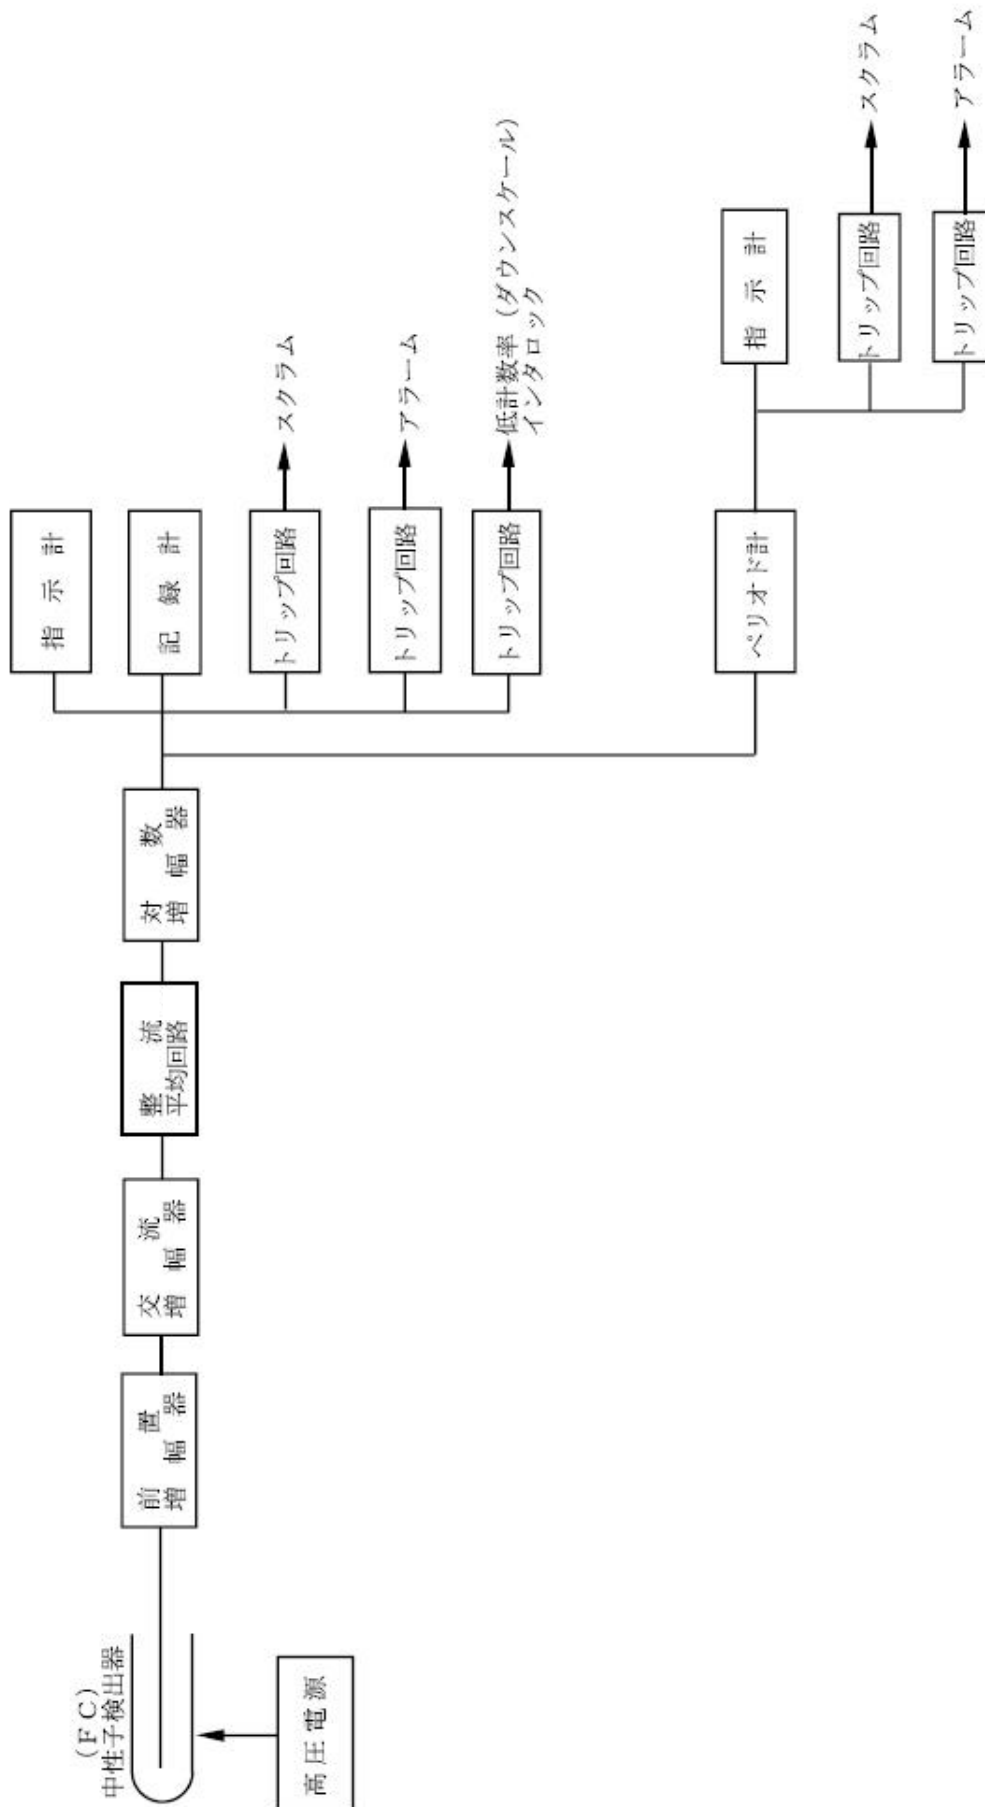 (FC)
中性子検出器
高圧電源
前置
増幅器
交流
増幅器
整流
平均回路
対数
増幅器
指示計
記録計
トリップ回路
スクラム
トリップ回路
アラーム
トリップ回路
低計数率(ダウンスケール)
インタロック
ペリオド計
指示計
トリップ回路
スクラム
トリップ回路
アラーム